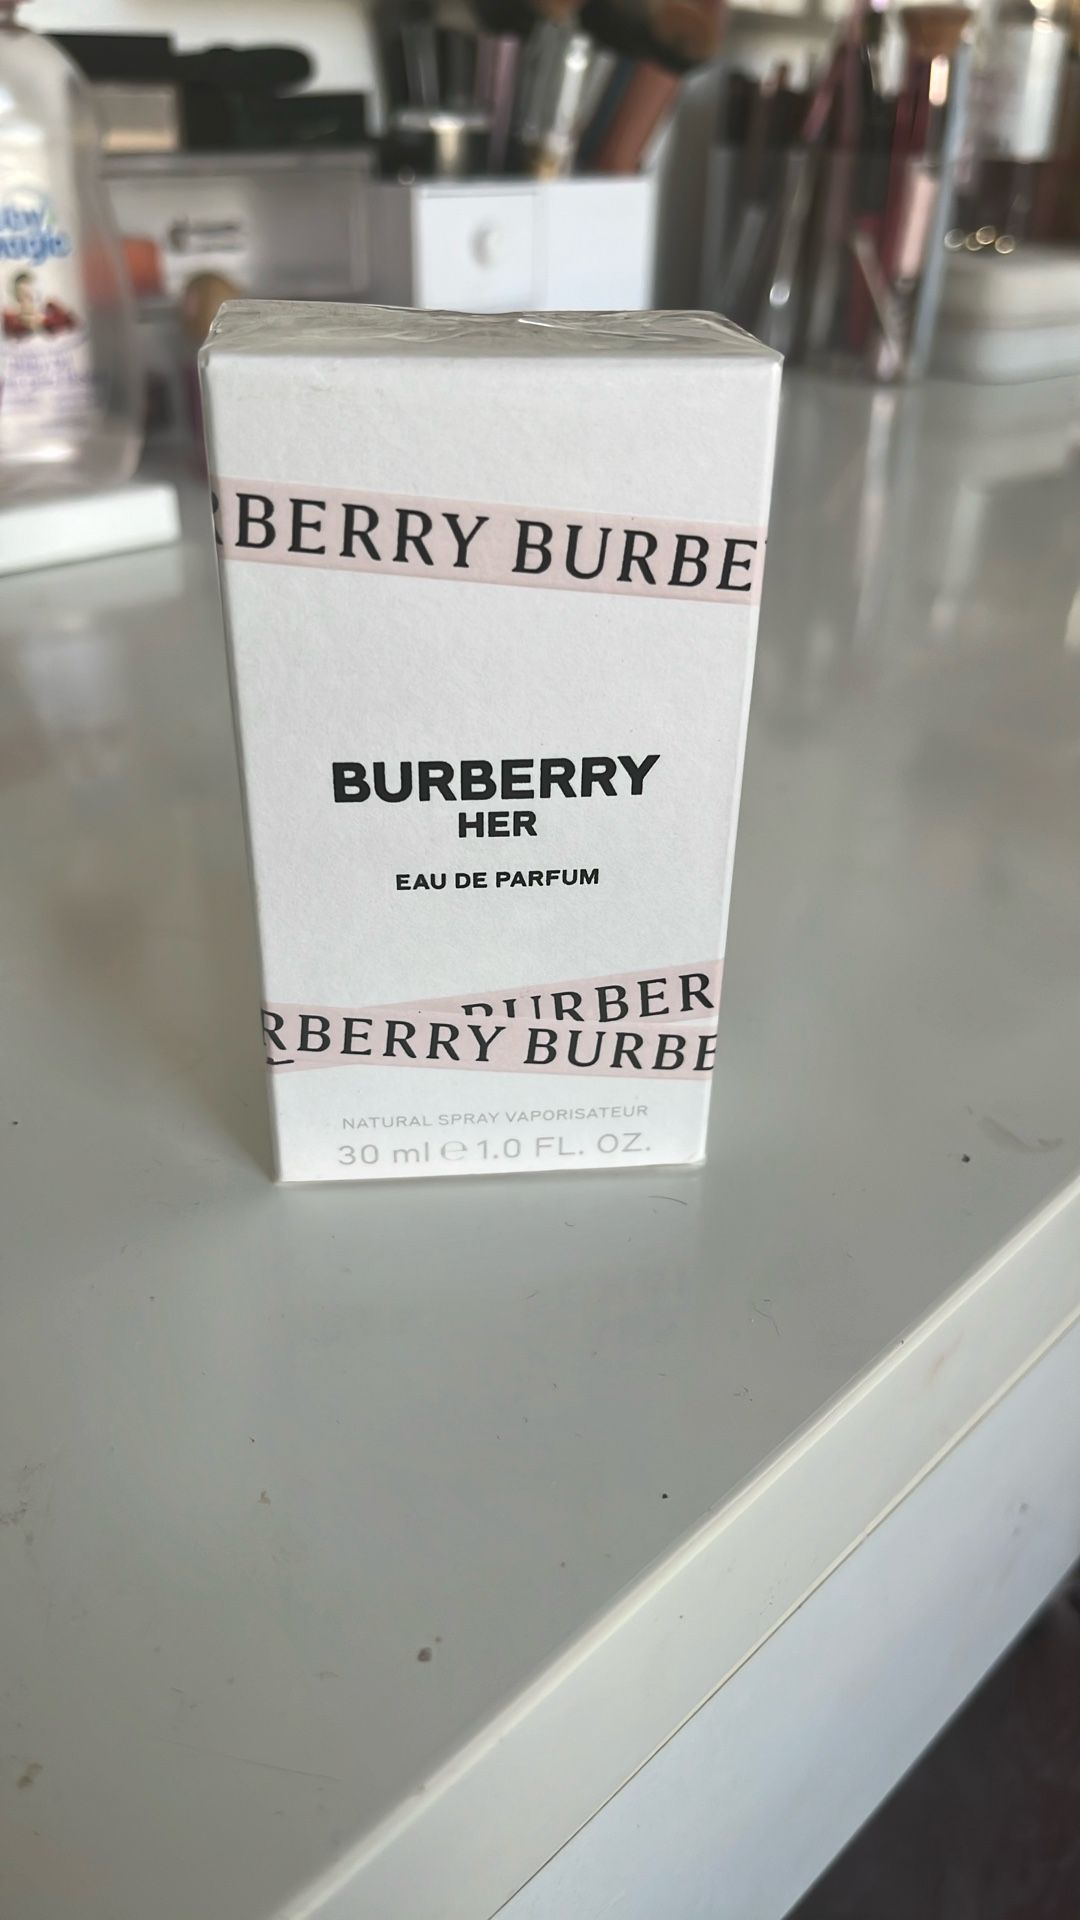 RBERRY BURBE
BURBERRY
HER
EAU DE PARFUM
BURBER
RBERRY BURBE
NATURAL SPRAY VAPORISATEUR
30 ml ℮ 1.0 FL. OZ.